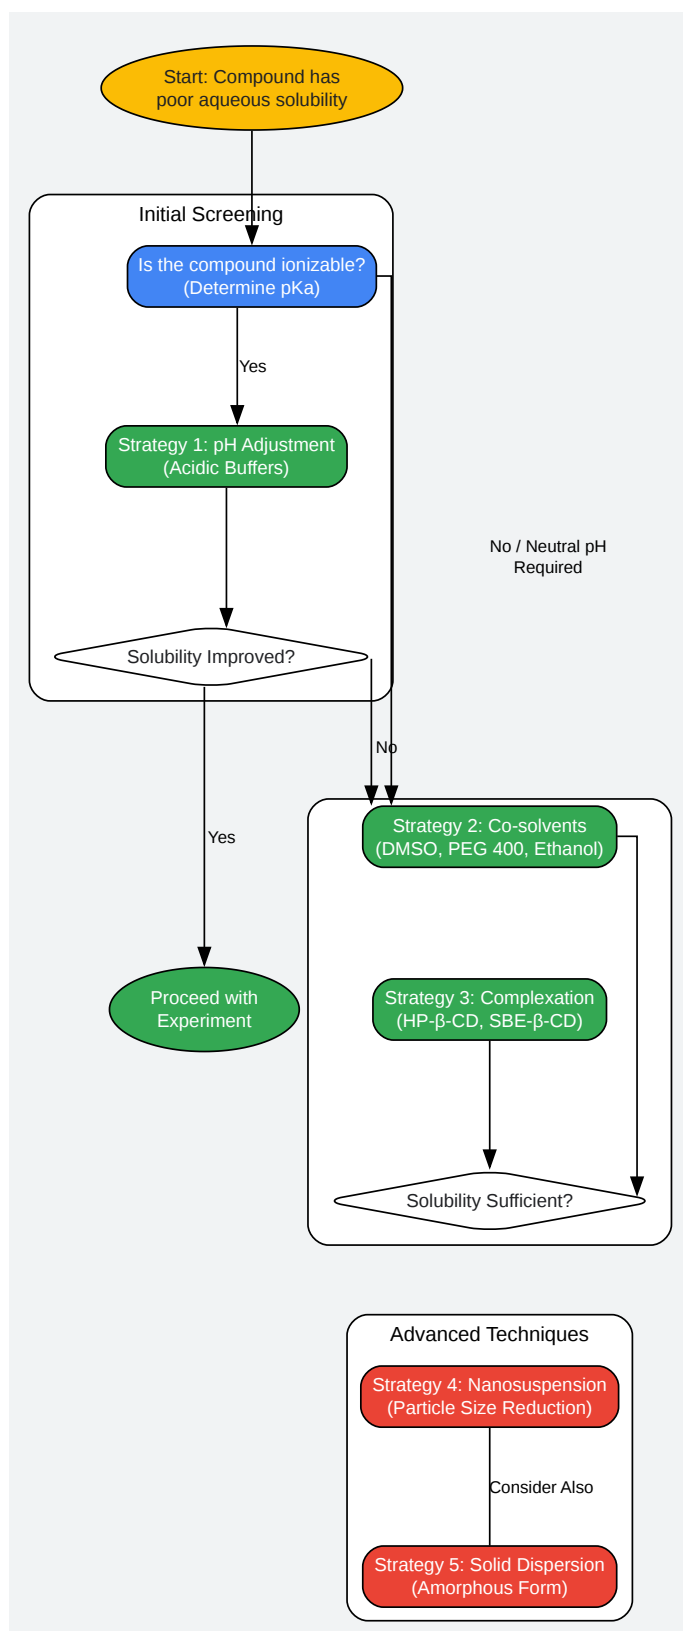 Start: Compound has
poor aqueous solubility
Initial Screening
Is the compound ionizable?
(Determine pKa)
Yes
Strategy 1: pH Adjustment
(Acidic Buffers)
No / Neutral pH
Required
Solubility Improved?
No
Yes
Strategy 2: Co-solvents
(DMSO, PEG 400, Ethanol)
Proceed with
Experiment
Strategy 3: Complexation
(HP-β-CD, SBE-β-CD)
Solubility Sufficient?
Advanced Techniques
Strategy 4: Nanosuspension
(Particle Size Reduction)
Consider Also
Strategy 5: Solid Dispersion
(Amorphous Form)